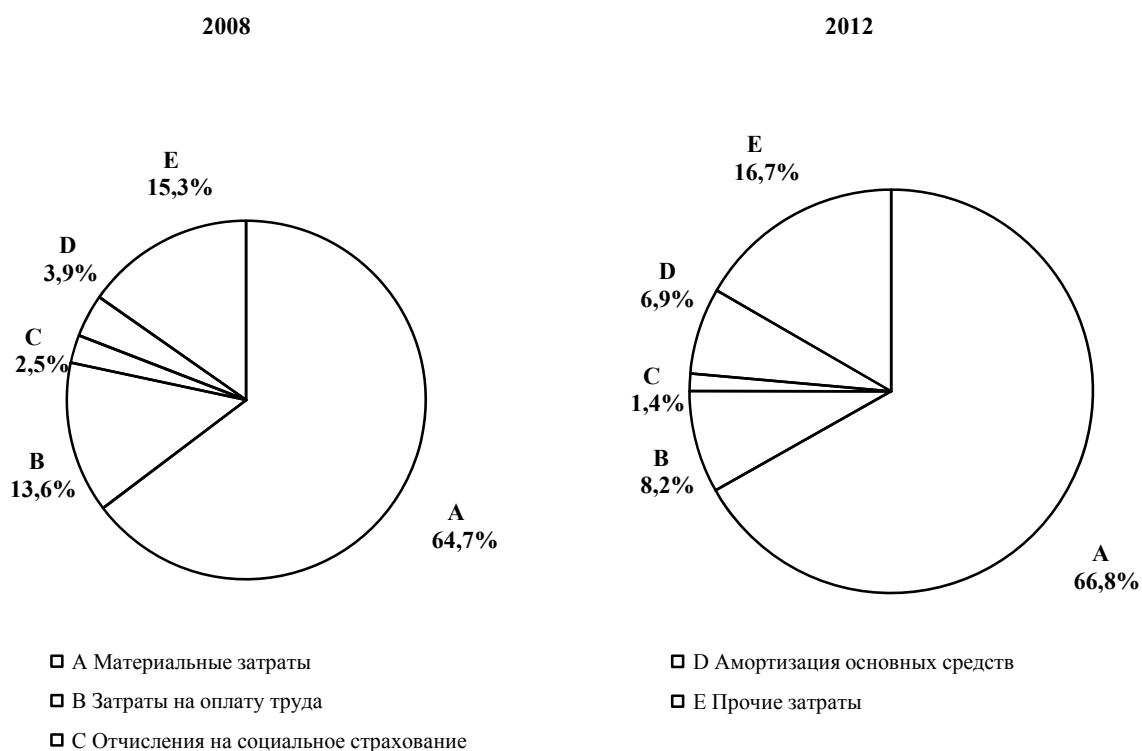 2008
2012
E
15,3%
D
3,9%
C
2,5%
B
13,6%
A
64,7%
E
16,7%
D
6,9%
C
1,4%
B
8,2%
A
66,8%
A Материальные затраты
B Затраты на оплату труда
C Отчисления на социальное страхование
D Амортизация основных средств
E Прочие затраты